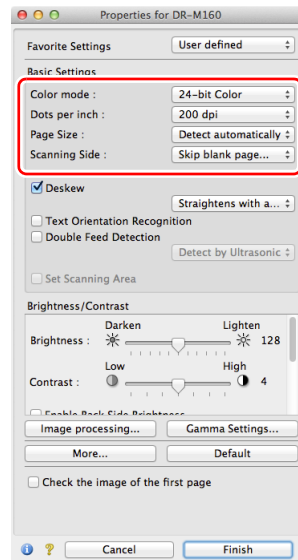 Properties for DR-M160
Favorite Settings User defined
Basic Settings
Color mode : 24-bit Color
Dots per inch : 200 dpi
Page Size : Detect automatically
Scanning Side : Skip blank page...
Deskew
Straightens with a...
Text Orientation Recognition
Double Feed Detection
Detect by Ultrasonic
Set Scanning Area
Brightness/Contrast
Darken Lighten
Brightness : 128
Low High
Contrast : 4
Enable Back Side Brightness
Image processing... Gamma Settings...
More... Default
Check the image of the first page
Cancel Finish